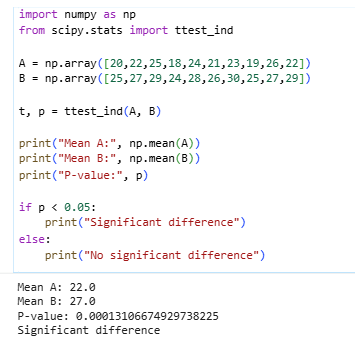 import numpy as np
from scipy.stats import ttest_ind
A = np.array([20,22,25,18,24,21,23,19,26,22])
B = np.array([25,27,29,24,28,26,30,25,27,29])
t, p = ttest_ind(A, B)
print("Mean A:", np.mean(A))
print("Mean B:", np.mean(B))
print("P-value:", p)
if p < 0.05:
    print("Significant difference")
else:
    print("No significant difference")
Mean A: 22.0
Mean B: 27.0
P-value: 0.00013106674929738225
Significant difference